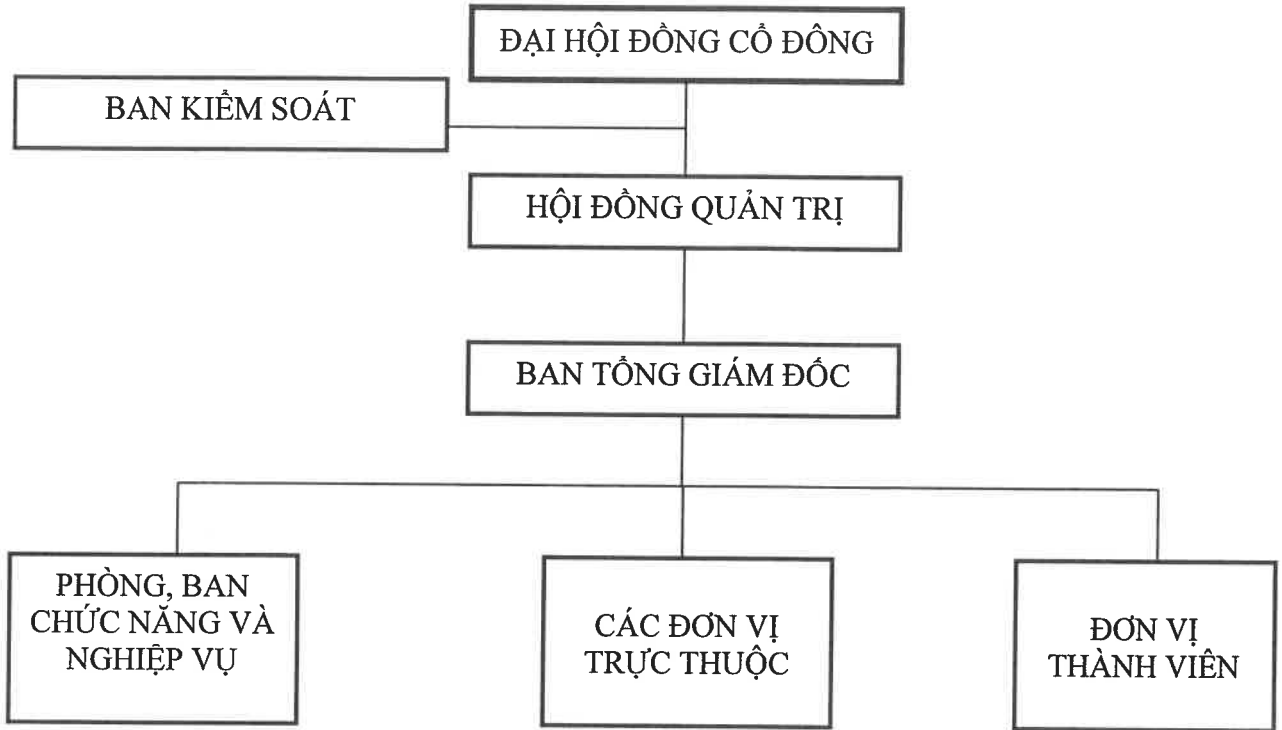 ĐẠI HỘI ĐỒNG CỔ ĐÔNG
BAN KIỂM SOÁT
HỘI ĐỒNG QUẢN TRỊ
BAN TỔNG GIÁM ĐỐC
PHÒNG, BAN
CHỨC NĂNG VÀ
NGHIỆP VỤ
CÁC ĐƠN VỊ
TRỰC THUỘC
ĐƠN VỊ
THÀNH VIÊN